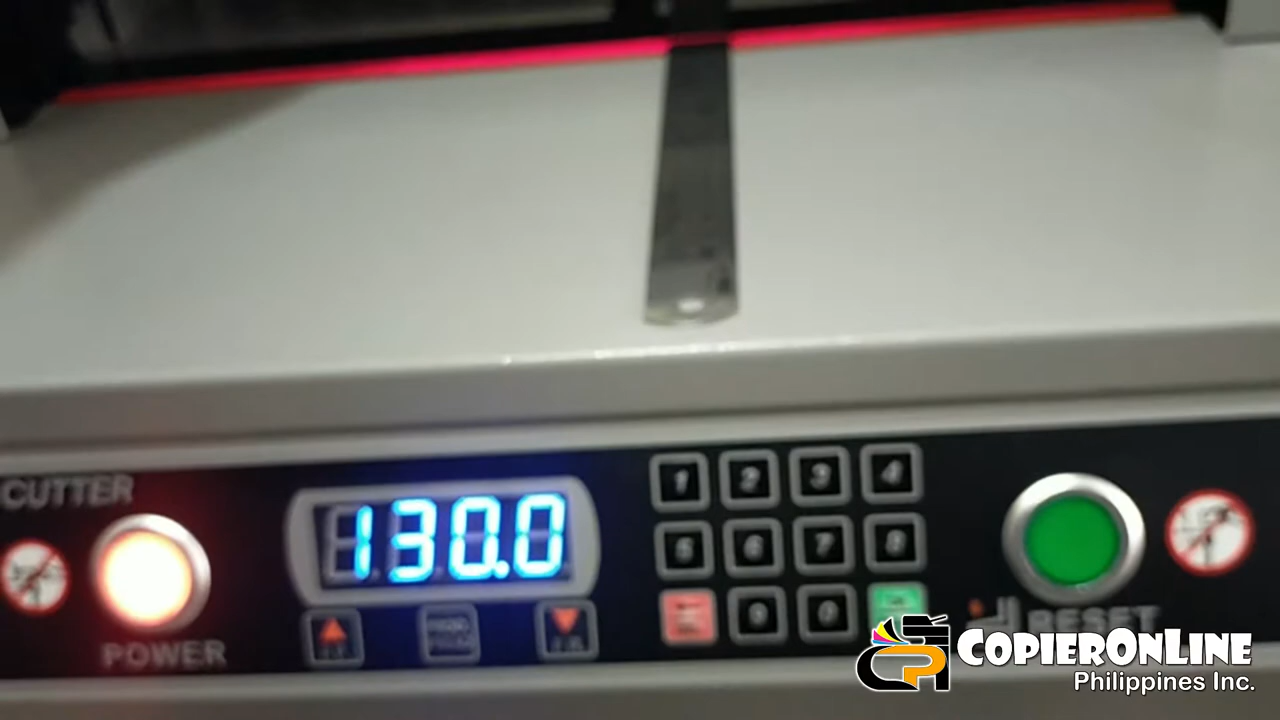 CUTTER
130.0
1 2 3 4
5 6 7 8
9 0
POWER
RESET
COPIERONLINE
Philippines Inc.